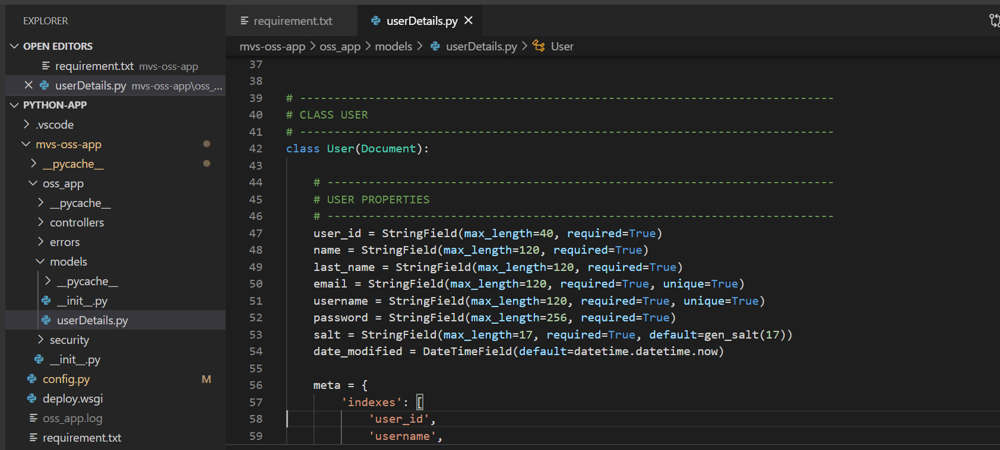 EXPLORER
OPEN EDITORS
requirement.txt mvs-oss-app
userDetails.py mvs-oss-app\oss_...
PYTHON-APP
.vscode
mvs-oss-app
__pycache__
oss_app
__pycache__
controllers
errors
models
__pycache__
__init__.py
userDetails.py
security
__init__.py
config.py M
deploy.wsgi
oss_app.log
requirement.txt
requirement.txt userDetails.py
mvs-oss-app > oss_app > models > userDetails.py > User
37
38
39 # ------------------------------------------------------------------------------
40 # CLASS USER
41 # ------------------------------------------------------------------------------
42 class User(Document):
43
44 # --------------------------------------------------------------------------
45 # USER PROPERTIES
46 # --------------------------------------------------------------------------
47 user_id = StringField(max_length=40, required=True)
48 name = StringField(max_length=120, required=True)
49 last_name = StringField(max_length=120, required=True)
50 email = StringField(max_length=120, required=True, unique=True)
51 username = StringField(max_length=120, required=True, unique=True)
52 password = StringField(max_length=256, required=True)
53 salt = StringField(max_length=17, required=True, default=gen_salt(17))
54 date_modified = DateTimeField(default=datetime.datetime.now)
55
56 meta = {
57 'indexes': [
58 'user_id',
59 'username',